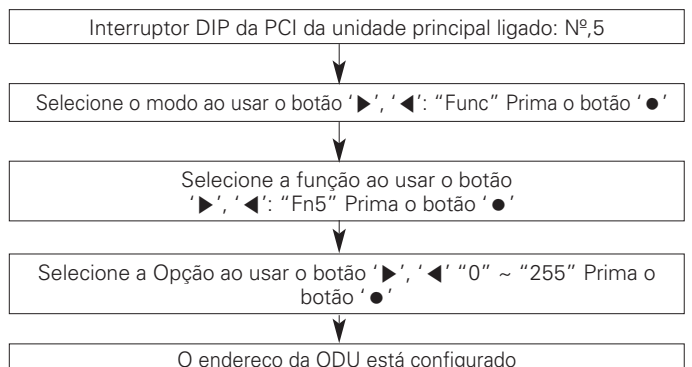 Interruptor DIP da PCI da unidade principal ligado: Nº,5
Selecione o modo ao usar o botão ‘▶’, ‘◀’: “Func” Prima o botão ‘●’
Selecione a função ao usar o botão
‘▶’, ‘◀’: “Fn5” Prima o botão ‘●’
Selecione a Opção ao usar o botão ‘▶’, ‘◀’ “0” ~ “255” Prima o
botão ‘●’
O endereço da ODU está configurado